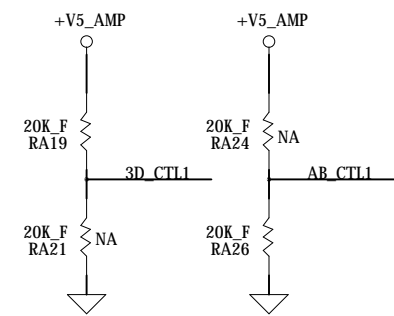 +V5_AMP +V5_AMP
20K_F
RA19
20K_F
RA24
NA
3D_CTL1
AB_CTL1
20K_F
RA21
NA
20K_F
RA26